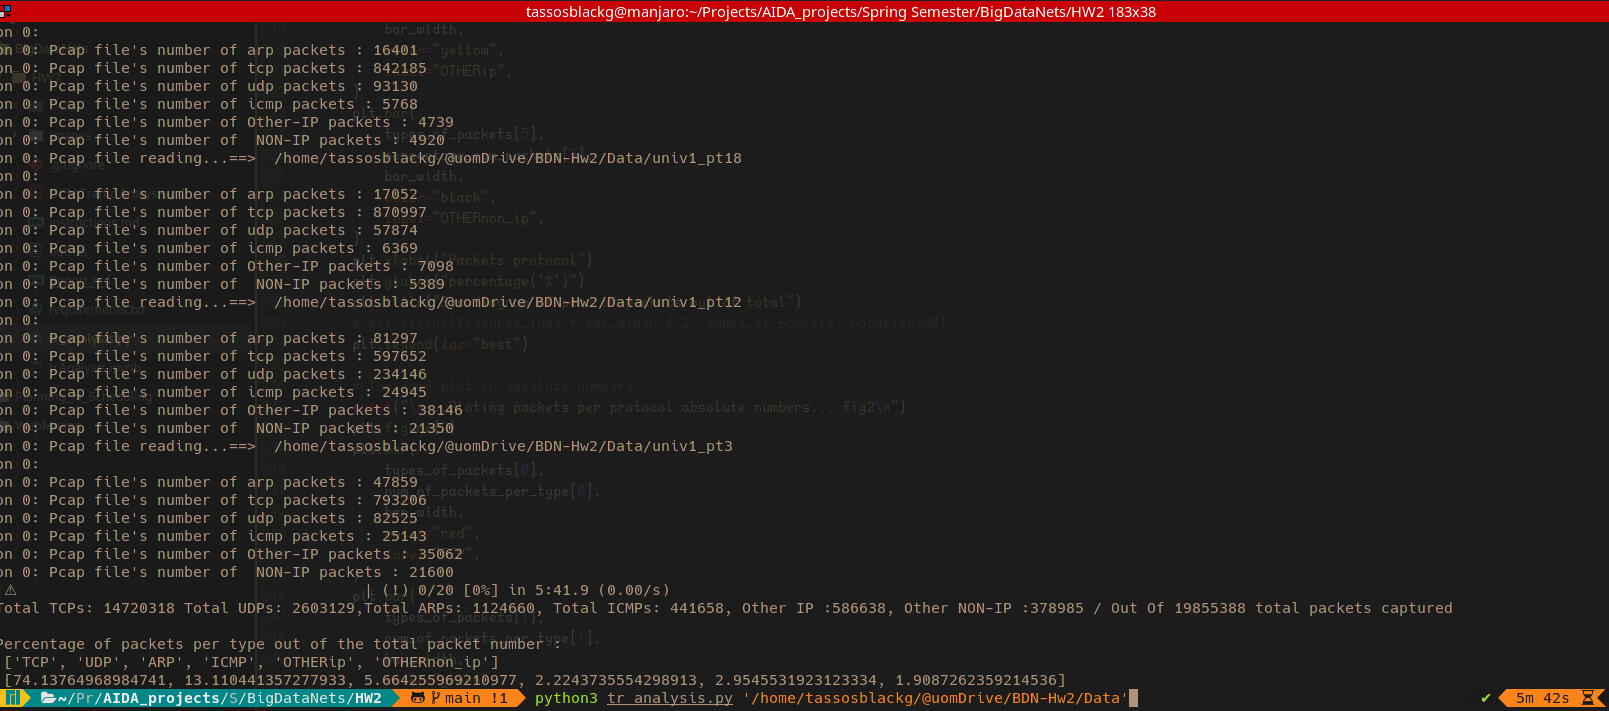 tassosblackg@manjaro:~/Projects/AIDA_projects/Spring Semester/BigDataNets/HW2 183x38
on 0:
on 0: Pcap file's number of arp packets : 16401
on 0: Pcap file's number of tcp packets : 842185
on 0: Pcap file's number of udp packets : 93130
on 0: Pcap file's number of icmp packets : 5768
on 0: Pcap file's number of Other-IP packets : 4739
on 0: Pcap file's number of  NON-IP packets : 4920
on 0: Pcap file reading...==>  /home/tassosblackg/@uomDrive/BDN-Hw2/Data/univ1_pt18
on 0:
on 0: Pcap file's number of arp packets : 17052
on 0: Pcap file's number of tcp packets : 870997
on 0: Pcap file's number of udp packets : 57874
on 0: Pcap file's number of icmp packets : 6369
on 0: Pcap file's number of Other-IP packets : 7098
on 0: Pcap file's number of  NON-IP packets : 5389
on 0: Pcap file reading...==>  /home/tassosblackg/@uomDrive/BDN-Hw2/Data/univ1_pt12
on 0:
on 0: Pcap file's number of arp packets : 81297
on 0: Pcap file's number of tcp packets : 597652
on 0: Pcap file's number of udp packets : 234146
on 0: Pcap file's number of icmp packets : 24945
on 0: Pcap file's number of Other-IP packets : 38146
on 0: Pcap file's number of  NON-IP packets : 21350
on 0: Pcap file reading...==>  /home/tassosblackg/@uomDrive/BDN-Hw2/Data/univ1_pt3
on 0:
on 0: Pcap file's number of arp packets : 47859
on 0: Pcap file's number of tcp packets : 793206
on 0: Pcap file's number of udp packets : 82525
on 0: Pcap file's number of icmp packets : 25143
on 0: Pcap file's number of Other-IP packets : 35062
on 0: Pcap file's number of  NON-IP packets : 21600
⚠ | (!) 0/20 [0%] in 5:41.9 (0.00/s)
Total TCPs: 14720318 Total UDPs: 2603129,Total ARPs: 1124660, Total ICMPs: 441658, Other IP :586638, Other NON-IP :378985 / Out Of 19855388 total packets captured
Percentage of packets per type out of the total packet number :
['TCP', 'UDP', 'ARP', 'ICMP', 'OTHERip', 'OTHERnon_ip']
[74.13764968984741, 13.110441357277933, 5.664255969210977, 2.2243735554298913, 2.9545531923123334, 1.9087262359214536]
~/Pr/AIDA_projects/S/BigDataNets/HW2 main !1 python3 tr_analysis.py '/home/tassosblackg/@uomDrive/BDN-Hw2/Data' ✔ 5m 42s